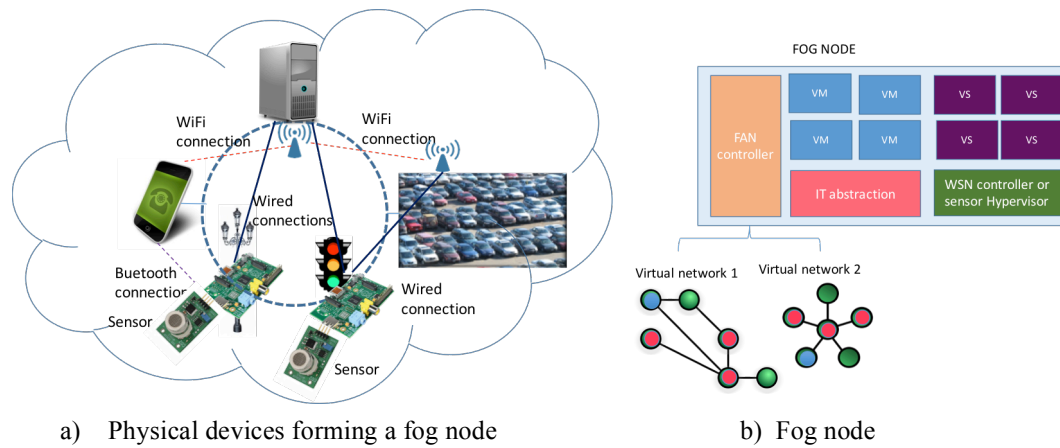 WiFi
connection
WiFi
connection
Wired
connections
Buetooth
connection
Sensor
Wired
connection
Sensor
a) Physical devices forming a fog node
FOG NODE
FAN
controller
VM
VM
VS
VS
VM
VM
VS
VS
IT abstraction
WSN controller or
sensor Hypervisor
Virtual network 1
Virtual network 2
b) Fog node